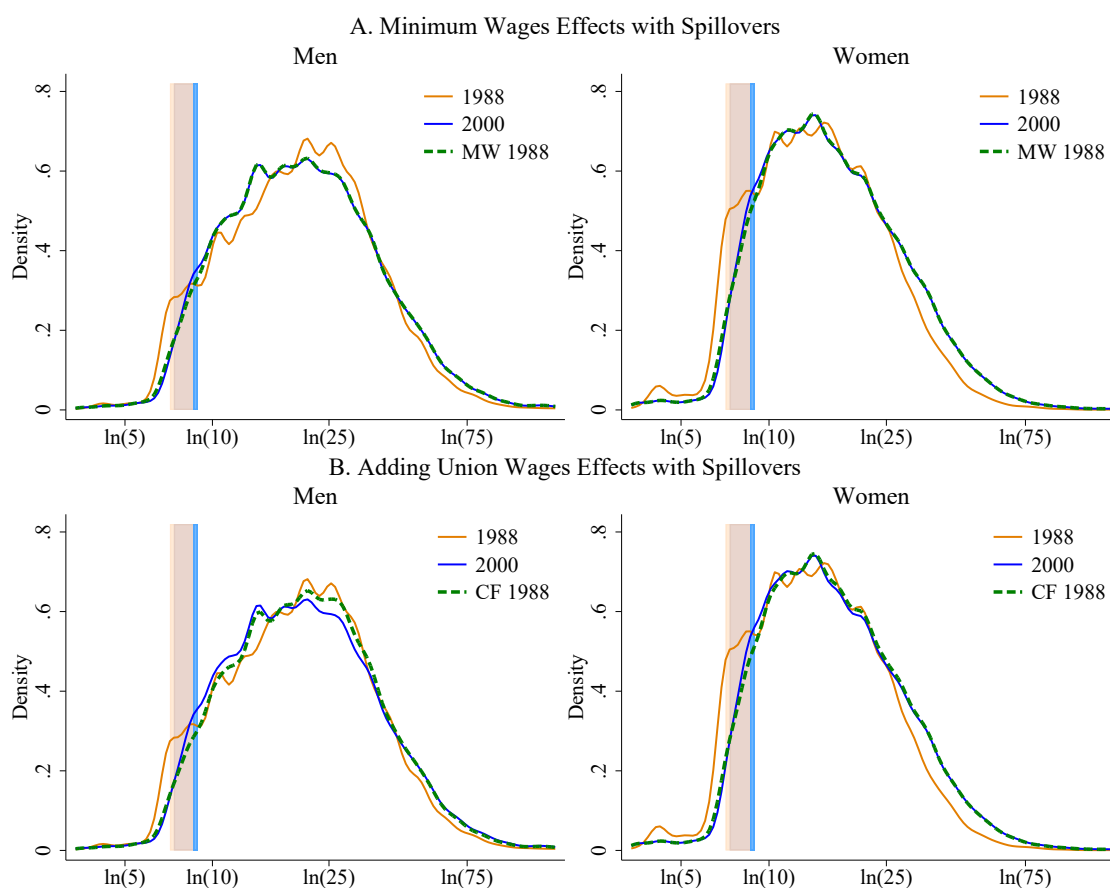 A. Minimum Wages Effects with Spillovers
Men
Women
.8
.6
.4
.2
0
Density
1988
2000
MW 1988
ln(5)
ln(10)
ln(25)
ln(75)
.8
.6
.4
.2
0
Density
1988
2000
MW 1988
ln(5)
ln(10)
ln(25)
ln(75)
B. Adding Union Wages Effects with Spillovers
Men
Women
.8
.6
.4
.2
0
Density
1988
2000
CF 1988
ln(5)
ln(10)
ln(25)
ln(75)
.8
.6
.4
.2
0
Density
1988
2000
CF 1988
ln(5)
ln(10)
ln(25)
ln(75)